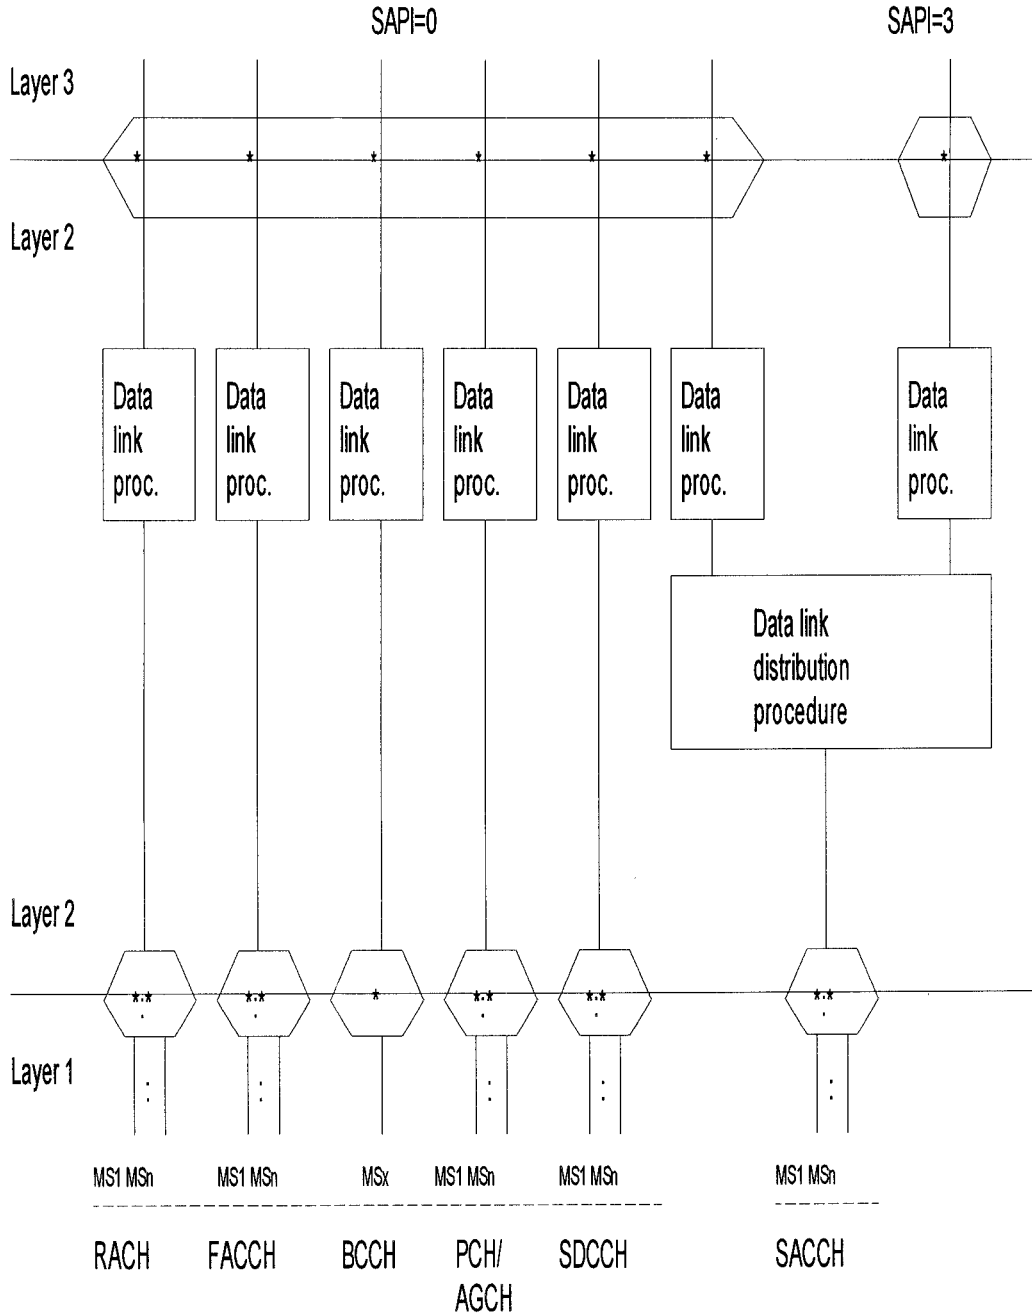 SAPI=0 SAPI=3
Layer 3
* * * * * * *
Layer 2
Data Data Data Data Data Data Data
link link link link link link link
proc. proc. proc. proc. proc. proc. proc.
Data link
distribution
procedure
Layer 2
*.* *.* * *.* *.* *.*
Layer 1
MS1 MSn MS1 MSn MSx MS1 MSn MS1 MSn MS1 MSn
RACH FACCH BCCH PCH/ SDCCH SACCH
AGCH